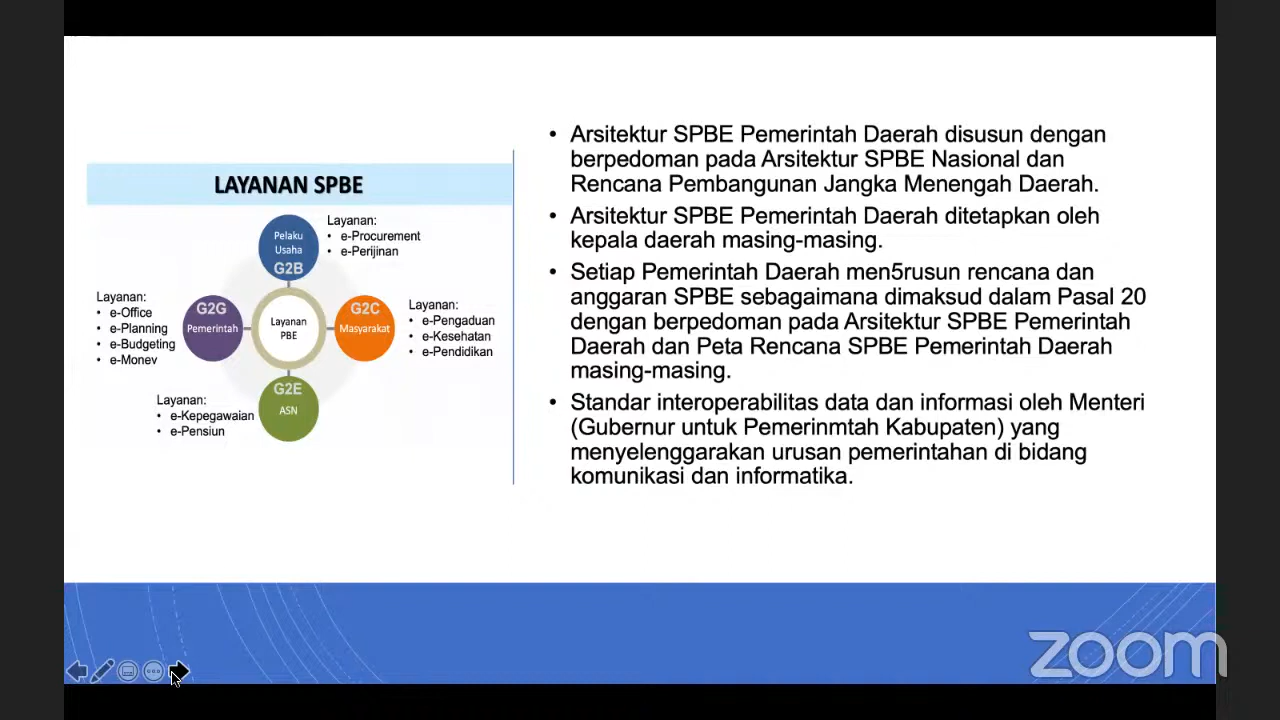 LAYANAN SPBE
Pelaku
Usaha
G2B
Layanan:
• e-Procurement
• e-Perijinan
Layanan:
• e-Office
• e-Planning
• e-Budgeting
• e-Monev
G2G
Pemerintah
Layanan
PBE
G2C
Masyarakat
Layanan:
• e-Pengaduan
• e-Kesehatan
• e-Pendidikan
Layanan:
• e-Kepegawaian
• e-Pensiun
G2E
ASN
• Arsitektur SPBE Pemerintah Daerah disusun dengan
berpedoman pada Arsitektur SPBE Nasional dan
Rencana Pembangunan Jangka Menengah Daerah.
• Arsitektur SPBE Pemerintah Daerah ditetapkan oleh
kepala daerah masing-masing.
• Setiap Pemerintah Daerah men5rusun rencana dan
anggaran SPBE sebagaimana dimaksud dalam Pasal 20
dengan berpedoman pada Arsitektur SPBE Pemerintah
Daerah dan Peta Rencana SPBE Pemerintah Daerah
masing-masing.
• Standar interoperabilitas data dan informasi oleh Menteri
(Gubernur untuk Pemerinmtah Kabupaten) yang
menyelenggarakan urusan pemerintahan di bidang
komunikasi dan informatika.
zoom